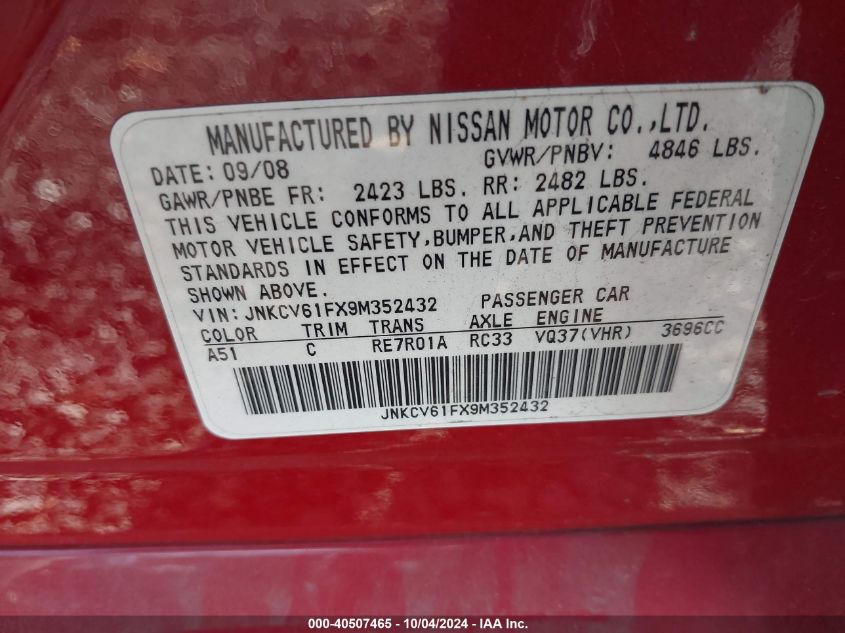 MANUFACTURED BY NISSAN MOTOR CO.,LTD.
DATE: 09/08 GVWR/PNBV: 4846 LBS.
GAWR/PNBE FR: 2423 LBS. RR: 2482 LBS.
THIS VEHICLE CONFORMS TO ALL APPLICABLE FEDERAL
MOTOR VEHICLE SAFETY,BUMPER,AND THEFT PREVENTION
STANDARDS IN EFFECT ON THE DATE OF MANUFACTURE
SHOWN ABOVE.
VIN: JNKCV61FX9M352432 PASSENGER CAR
COLOR TRIM TRANS AXLE ENGINE
A51 C RE7R01A RC33 VQ37(VHR) 3696CC
JNKCV61FX9M352432
000-40507465 - 10/04/2024 - IAA Inc.